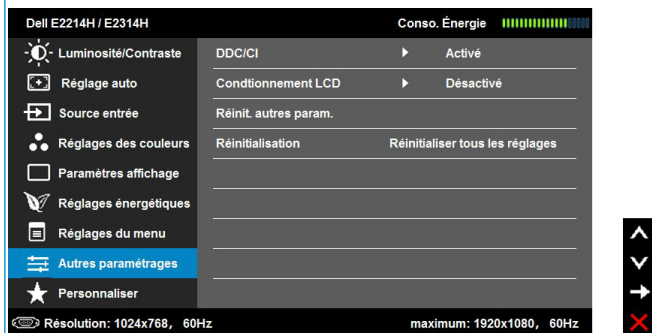 Dell E2214H / E2314H Conso. Énergie
Luminosité/Contraste DDC/CI Activé
Réglage auto Condtionnement LCD Désactivé
Source entrée Réinit. autres param.
Réglages des couleurs Réinitialisation Réinitialiser tous les réglages
Paramètres affichage
Réglages énergétiques
Réglages du menu
Autres paramétrages
Personnaliser
Résolution: 1024x768, 60Hz maximum: 1920x1080, 60Hz